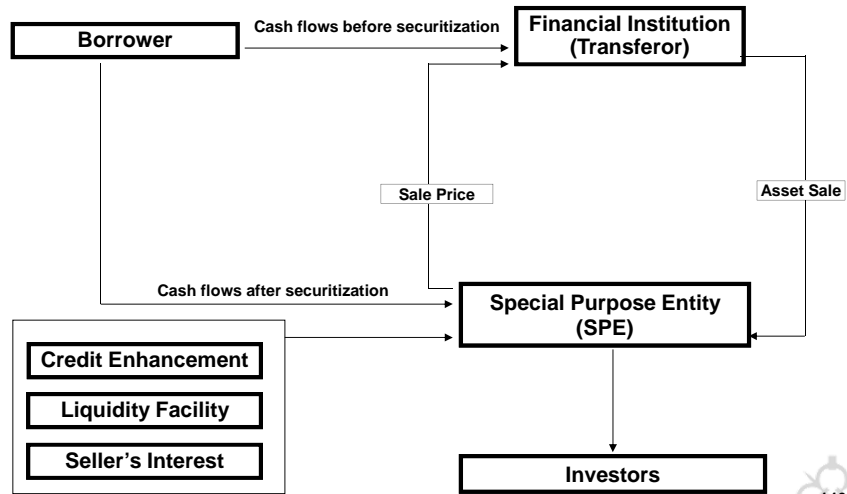 Borrower
Cash flows before securitization
Financial Institution
(Transferor)
Sale Price
Asset Sale
Cash flows after securitization
Special Purpose Entity
(SPE)
Credit Enhancement
Liquidity Facility
Seller's Interest
Investors